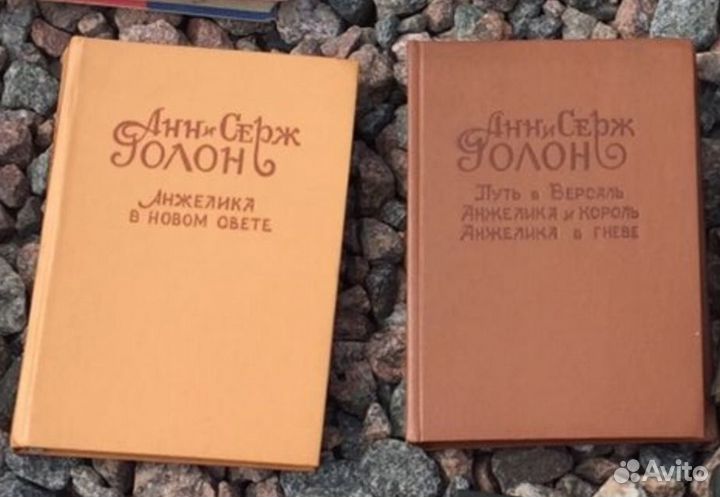 Анн и Серж
Голон
Анжелика
в новом свете
Анн и Серж
Голон
Путь в Версаль
Анжелика и король
Анжелика в гневе
Avito